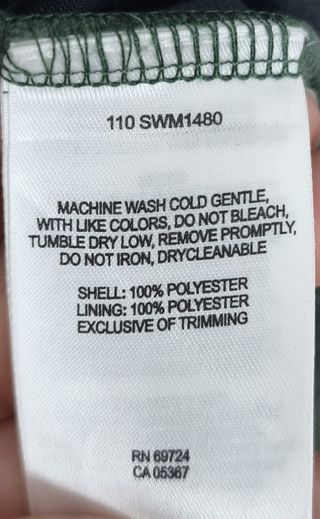 110 SWM1480
MACHINE WASH COLD GENTLE,
WITH LIKE COLORS, DO NOT BLEACH,
TUMBLE DRY LOW, REMOVE PROMPTLY,
DO NOT IRON, DRYCLEANABLE
SHELL: 100% POLYESTER
LINING: 100% POLYESTER
EXCLUSIVE OF TRIMMING
RN 69724
CA 05367